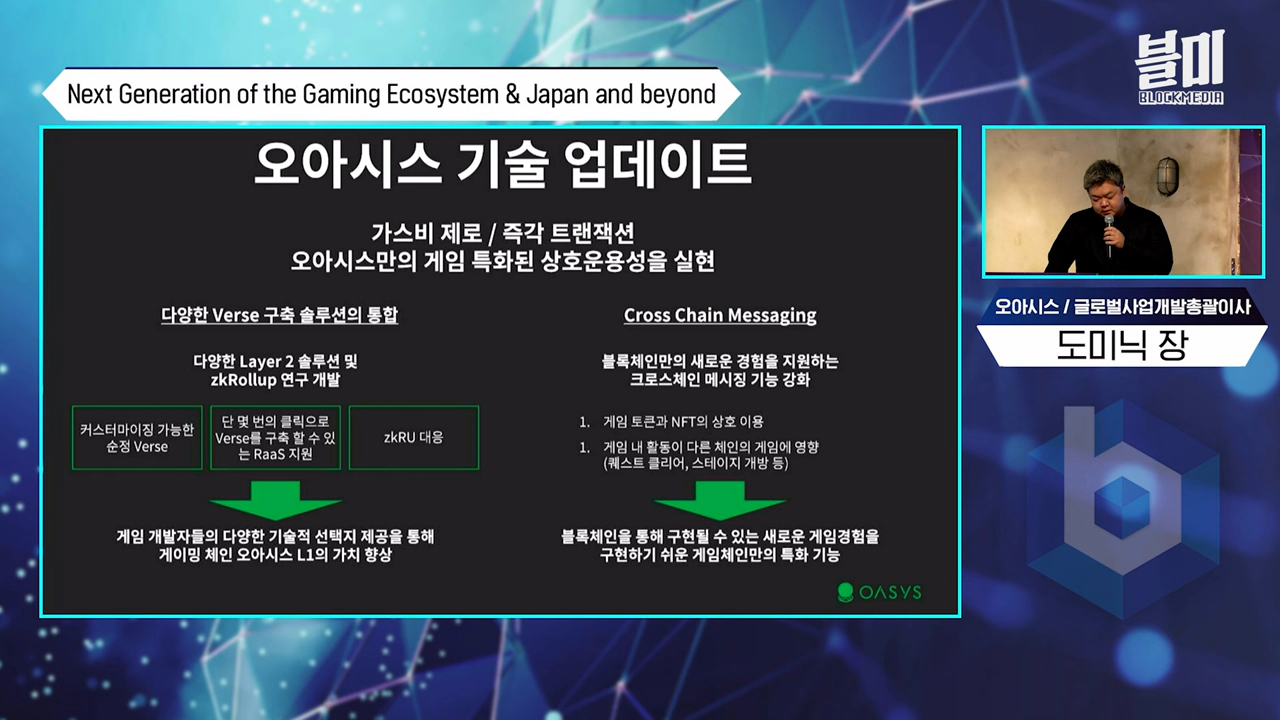 블미
BLOCKMEDIA
Next Generation of the Gaming Ecosystem & Japan and beyond
오아시스 기술 업데이트
가스비 제로 / 즉각 트랜잭션
오아시스만의 게임 특화된 상호운용성을 실현
다양한 Verse 구축 솔루션의 통합
다양한 Layer 2 솔루션 및
zkRollup 연구 개발
커스터마이징 가능한
순정 Verse
단 몇 번의 클릭으로
Verse를 구축 할 수 있
는 RaaS 지원
zkRU 대응
게임 개발자들의 다양한 기술적 선택지 제공을 통해
게이밍 체인 오아시스 L1의 가치 향상
Cross Chain Messaging
블록체인만의 새로운 경험을 지원하는
크로스체인 메시징 기능 강화
1. 게임 토큰과 NFT의 상호 이용
1. 게임 내 활동이 다른 체인의 게임에 영향
(퀘스트 클리어, 스테이지 개방 등)
블록체인을 통해 구현될 수 있는 새로운 게임경험을
구현하기 쉬운 게임체인만의 특화 기능
OASYS
오아시스 / 글로벌사업개발총괄이사
도미닉 장